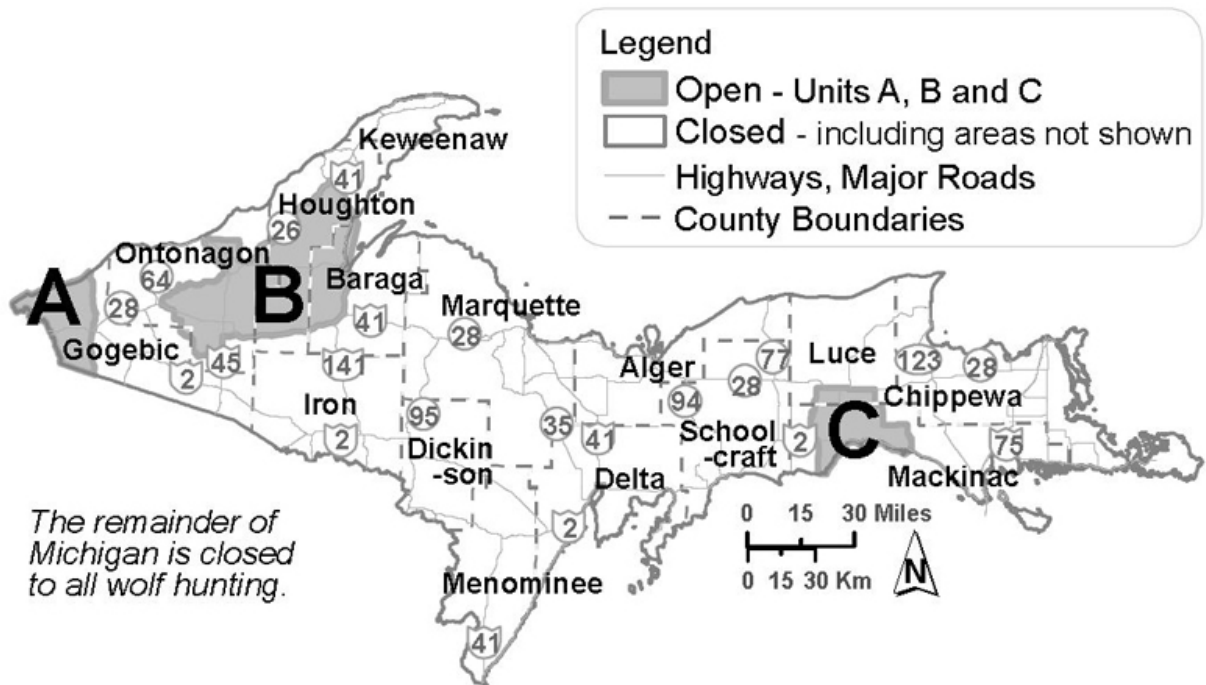 Legend
Open - Units A, B and C
Closed - including areas not shown
Highways, Major Roads
County Boundaries
Keweenaw
41
Houghton
26
Ontonagon
64
A
B
Baraga
28
41
Marquette
28
Gogebic
45
2
141
Iron
2
95
Dickin
-son
35
41
Delta
Alger
94
28
77
Luce
123
28
Chippewa
School
-craft
2
C
75
Mackinac
2
Menominee
41
0 15 30 Miles
0 15 30 Km
N
The remainder of
Michigan is closed
to all wolf hunting.